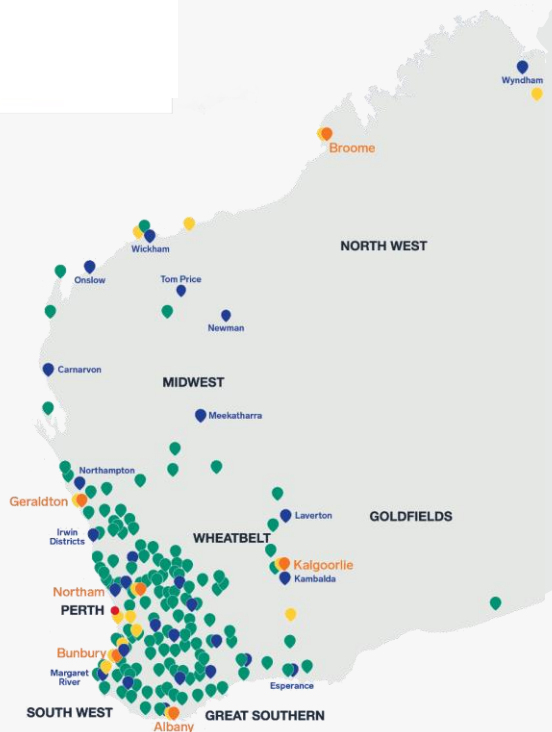 Wyndham
Broome
NORTH WEST
Wickham
Onslow
Tom Price
Newman
Carnarvon
MIDWEST
Meekatharra
Northampton
Geraldton
Laverton
GOLDFIELDS
Irwin
Districts
WHEATBELT
Kalgoorlie
Kambalda
Northam
PERTH
Bunbury
Margaret
River
Esperance
SOUTH WEST
GREAT SOUTHERN
Albany